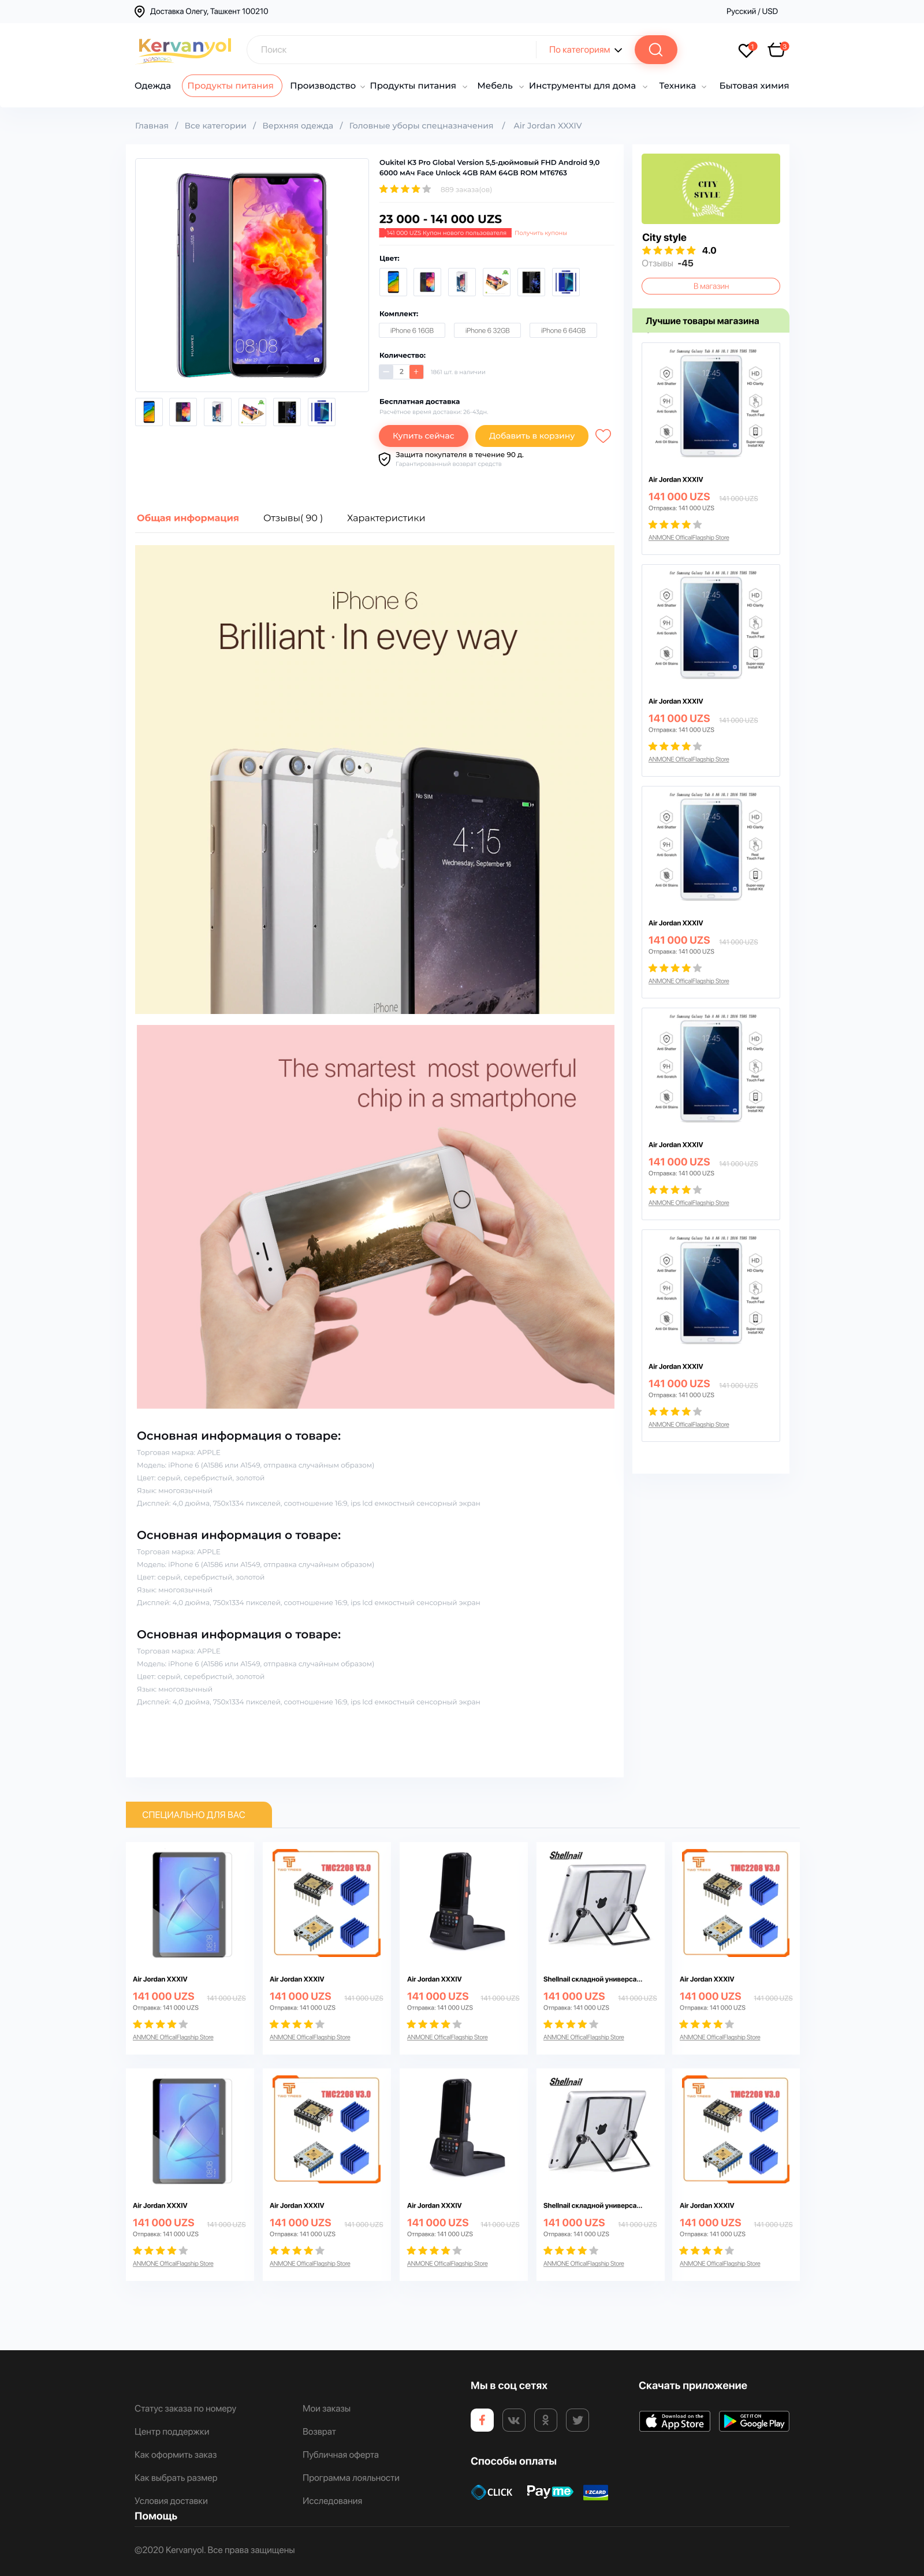 Доставка Олегу, Ташкент 100210
Русский / USD
Kervanyol
Поиск
По категориям
1
3
Одежда
Продукты питания
Производство
Продукты питания
Мебель
Инструменты для дома
Техника
Бытовая химия
Главная / Все категории / Верхняя одежда / Головные уборы спецназначения / Air Jordan XXXIV
Oukitel K3 Pro Global Version 5,5-дюймовый FHD Android 9,0
6000 мАч Face Unlock 4GB RAM 64GB ROM MT6763
889 заказа(ов)
23 000 - 141 000 UZS
-141 000 UZS Купон нового пользователя
Получить купоны
Цвет:
Комплект:
iPhone 6 16GB
iPhone 6 32GB
iPhone 6 64GB
Количество:
2
1861 шт. в наличии
Бесплатная доставка
Расчетное время доставки: 26-45дн.
Купить сейчас
Добавить в корзину
Защита покупателя в течение 90 д.
Гарантированный возврат средств
HUAWEI
08:08
CITY
STYLE
City style
4.0
Отзывы -45
В магазин
Лучшие товары магазина
Air Jordan XXXIV
141 000 UZS 141 000 UZS
Отправка: 141 000 UZS
ANMONE OfficalFlagship Store
Air Jordan XXXIV
141 000 UZS 141 000 UZS
Отправка: 141 000 UZS
ANMONE OfficalFlagship Store
Air Jordan XXXIV
141 000 UZS 141 000 UZS
Отправка: 141 000 UZS
ANMONE OfficalFlagship Store
Air Jordan XXXIV
141 000 UZS 141 000 UZS
Отправка: 141 000 UZS
ANMONE OfficalFlagship Store
Air Jordan XXXIV
141 000 UZS 141 000 UZS
Отправка: 141 000 UZS
ANMONE OfficalFlagship Store
Общая информация
Отзывы( 90 )
Характеристики
iPhone 6
Brilliant · In evey way
No SIM
4:15
Wednesday, September 16
iPhone
The smartest most powerful
chip in a smartphone
Основная информация о товаре:
Торговая марка: APPLE
Модель: iPhone 6 (A1586 или A1549, отправка случайным образом)
Цвет: серый, серебристый, золотой
Язык: многоязычный
Дисплей: 4,0 дюйма, 750x1334 пикселей, соотношение 16:9, ips lcd емкостный сенсорный экран
Основная информация о товаре:
Торговая марка: APPLE
Модель: iPhone 6 (A1586 или A1549, отправка случайным образом)
Цвет: серый, серебристый, золотой
Язык: многоязычный
Дисплей: 4,0 дюйма, 750x1334 пикселей, соотношение 16:9, ips lcd емкостный сенсорный экран
Основная информация о товаре:
Торговая марка: APPLE
Модель: iPhone 6 (A1586 или A1549, отправка случайным образом)
Цвет: серый, серебристый, золотой
Язык: многоязычный
Дисплей: 4,0 дюйма, 750x1334 пикселей, соотношение 16:9, ips lcd емкостный сенсорный экран
СПЕЦИАЛЬНО ДЛЯ ВАС
TMC2208 V3.0
Shellnail
TMC2208 V3.0
Air Jordan XXXIV
141 000 UZS 141 000 UZS
Отправка: 141 000 UZS
ANMONE OfficalFlagship Store
Air Jordan XXXIV
141 000 UZS 141 000 UZS
Отправка: 141 000 UZS
ANMONE OfficalFlagship Store
Air Jordan XXXIV
141 000 UZS 141 000 UZS
Отправка: 141 000 UZS
ANMONE OfficalFlagship Store
Shellnail складной универса...
141 000 UZS 141 000 UZS
Отправка: 141 000 UZS
ANMONE OfficalFlagship Store
Air Jordan XXXIV
141 000 UZS 141 000 UZS
Отправка: 141 000 UZS
ANMONE OfficalFlagship Store
TMC2208 V3.0
Shellnail
TMC2208 V3.0
Air Jordan XXXIV
141 000 UZS 141 000 UZS
Отправка: 141 000 UZS
ANMONE OfficalFlagship Store
Air Jordan XXXIV
141 000 UZS 141 000 UZS
Отправка: 141 000 UZS
ANMONE OfficalFlagship Store
Air Jordan XXXIV
141 000 UZS 141 000 UZS
Отправка: 141 000 UZS
ANMONE OfficalFlagship Store
Shellnail складной универса...
141 000 UZS 141 000 UZS
Отправка: 141 000 UZS
ANMONE OfficalFlagship Store
Air Jordan XXXIV
141 000 UZS 141 000 UZS
Отправка: 141 000 UZS
ANMONE OfficalFlagship Store
Статус заказа по номеру
Центр поддержки
Как оформить заказ
Как выбрать размер
Условия доставки
Помощь
Мои заказы
Возврат
Публичная оферта
Программа лояльности
Исследования
Мы в соц сетях
Способы оплаты
CLICK
Payme
UZCARD
Скачать приложение
Download on the
App Store
GET IT ON
Google Play
©2020 Kervanyol. Все права защищены